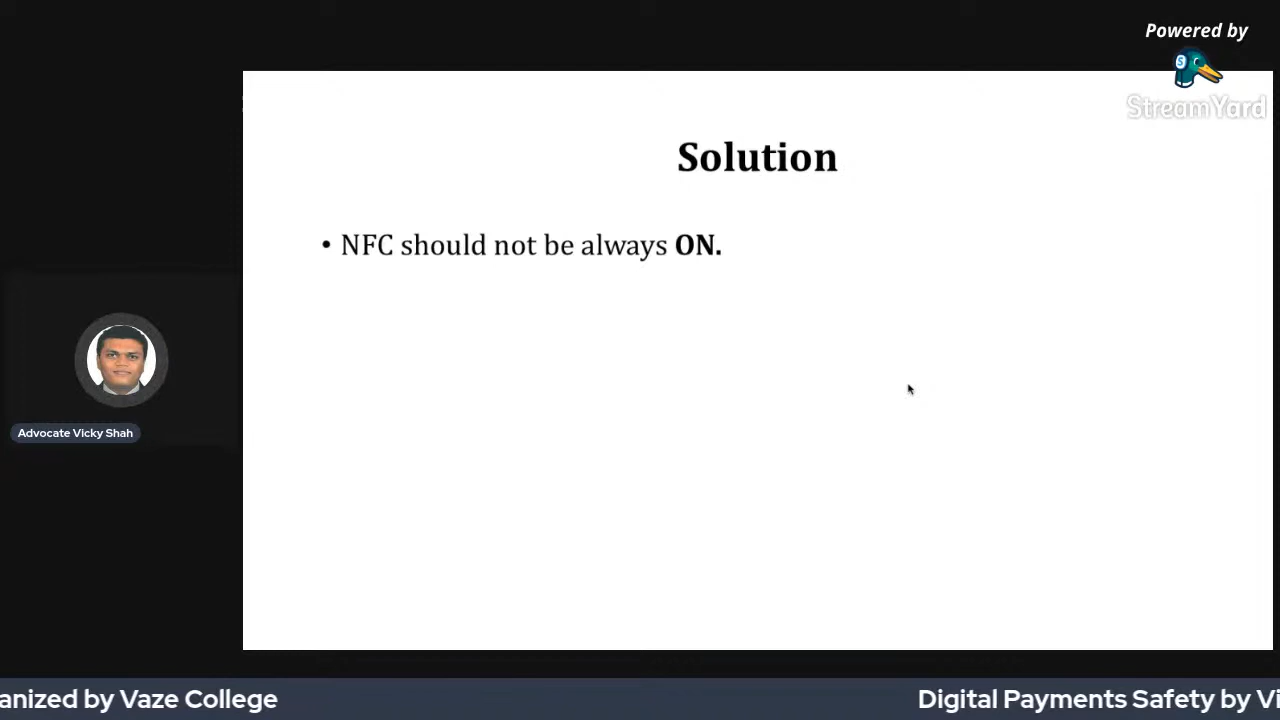 Powered by
StreamYard
Solution
• NFC should not be always ON.
Advocate Vicky Shah
anized by Vaze College
Digital Payments Safety by Vi